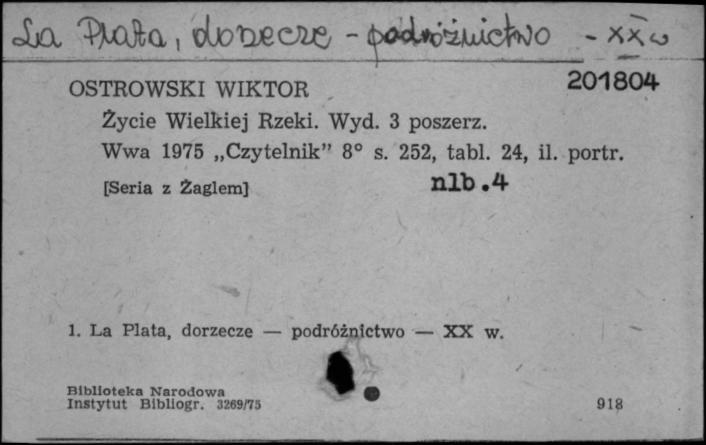 La Plata, dorzecze - podróżnictwo - XX w
OSTROWSKI WIKTOR 201804
Życie Wielkiej Rzeki. Wyd. 3 poszerz.
Wwa 1975 „Czytelnik” 8° s. 252, tabl. 24, il. portr.
[Seria z Żaglem] nlb.4
1. La Plata, dorzecze — podróżnictwo — XX w.
Biblioteka Narodowa
Instytut Bibliogr. 3269/75 918